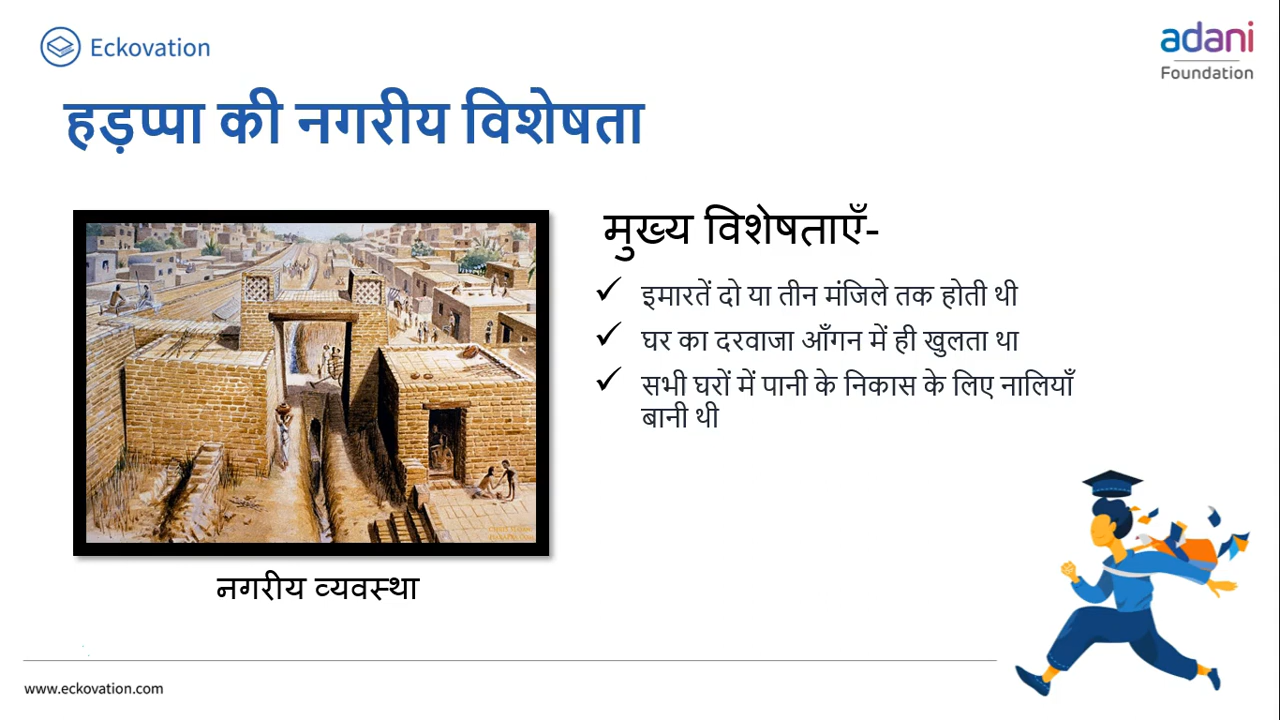 Eckovation
adani
Foundation
हड़प्पा की नगरीय विशेषता
मुख्य विशेषताएँ-
इमारतें दो या तीन मंजिले तक होती थी
घर का दरवाजा आँगन में ही खुलता था
सभी घरों में पानी के निकास के लिए नालियाँ
बानी थी
नगरीय व्यवस्था
www.eckovation.com